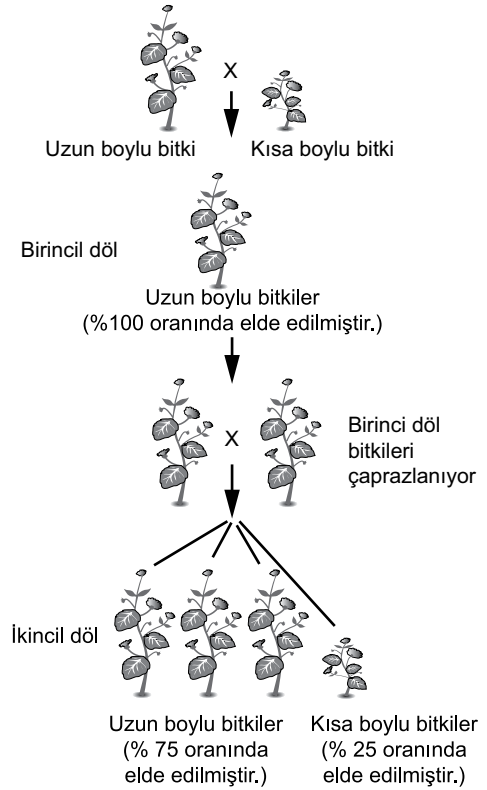 X
Uzun boylu bitki
Kısa boylu bitki
Birincil döl
Uzun boylu bitkiler
(%100 oranında elde edilmiştir.)
X
Birinci döl
bitkileri
çaprazlanıyor
İkincil döl
Uzun boylu bitkiler
(% 75 oranında
elde edilmiştir.)
Kısa boylu bitkiler
(% 25 oranında
elde edilmiştir.)